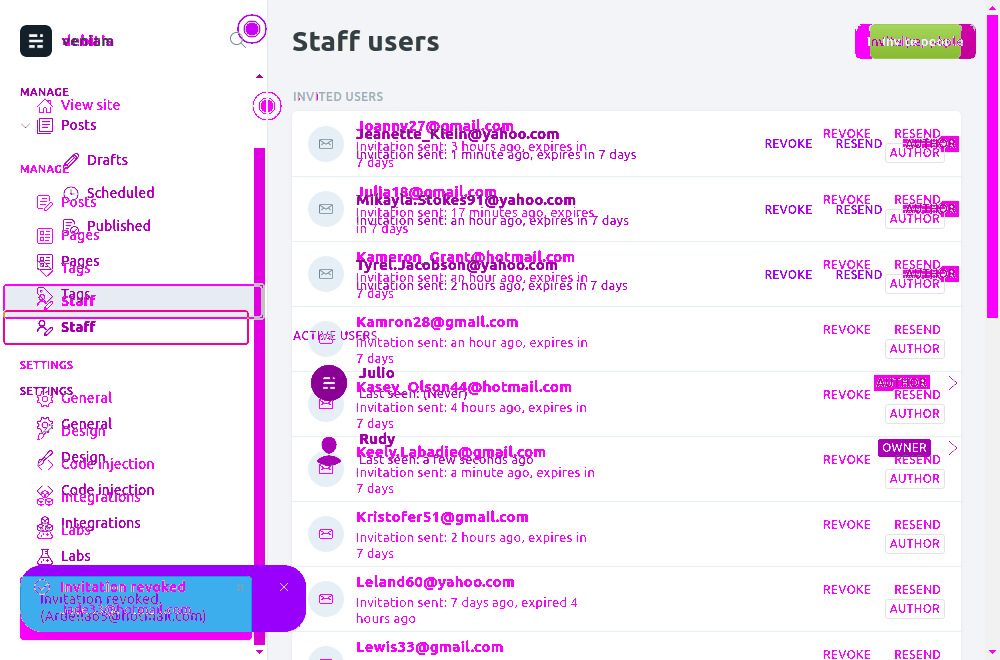 Staff users
INVITED USERS
MANAGE
View site
Posts
Drafts
MANAGE
Scheduled
Posts
Published
Pages
Pages
Tags
Tags
Staff
Staff
SETTINGS
SETTINGS
General
General
Design
Design
Code injection
Code injection
Integrations
Integrations
Labs
Labs
Invitation revoked
Invitation revoked.
Joanny27@gmail.com
Jeanette_Klein@yahoo.com
Invitation sent: 3 hours ago, expires in
Invitation sent: 1 minute ago, expires in 7 days
7 days
REVOKE RESEND
REVOKE RESEND AUTHOR
AUTHOR
Julia18@gmail.com
Mikayla.Stokes91@yahoo.com
Invitation sent: 17 minutes ago, expires
Invitation sent: an hour ago, expires in 7 days
in 7 days
REVOKE RESEND
REVOKE RESEND AUTHOR
AUTHOR
Kameron_Grant@hotmail.com
Tyrel.Jacobson@yahoo.com
Invitation sent: an hour ago, expires in
Invitation sent: 2 hours ago, expires in 7 days
7 days
REVOKE RESEND
REVOKE RESEND AUTHOR
AUTHOR
Kamron28@gmail.com
ACTIVE USERS
Invitation sent: an hour ago, expires in
7 days
REVOKE RESEND
AUTHOR
Julio
Kasey_Olson44@hotmail.com
Last seen: (Never)
Invitation sent: 4 hours ago, expires in
7 days
AUTHOR
REVOKE RESEND
AUTHOR
Rudy
Keely.Labadie@gmail.com
Last seen: a few seconds ago
Invitation sent: a minute ago, expires in
7 days
OWNER
REVOKE RESEND
AUTHOR
Kristofer51@gmail.com
Invitation sent: 2 hours ago, expires in
7 days
REVOKE RESEND
AUTHOR
Leland60@yahoo.com
Invitation sent: 7 days ago, expired 4
hours ago
REVOKE RESEND
AUTHOR
Lewis33@gmail.com
REVOKE RESEND